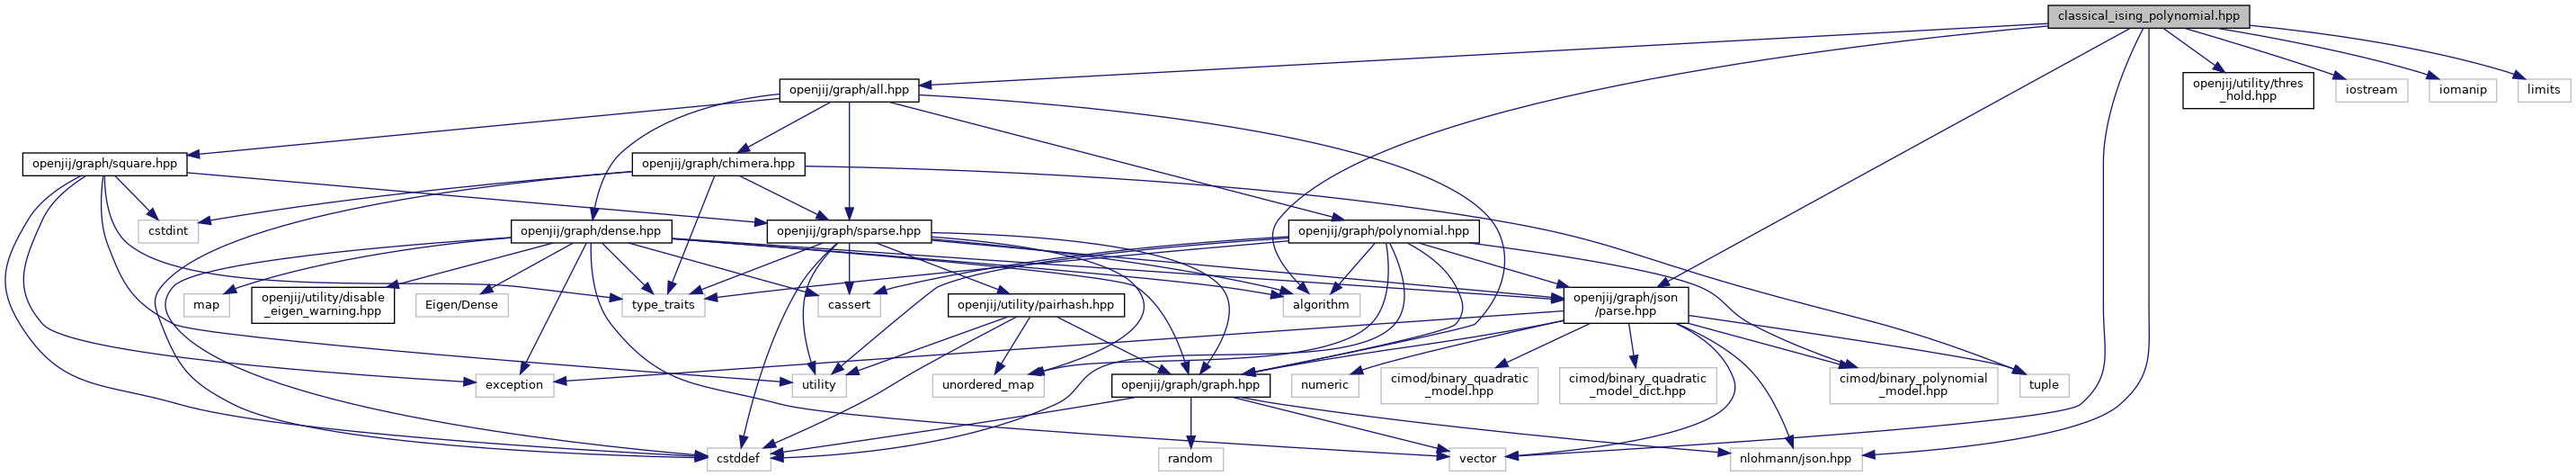 classical_ising_polynomial.hpp
openjij/graph/all.hpp
openjij/utility/thres
_hold.hpp
iostream
iomanip
limits
openjij/graph/square.hpp
openjij/graph/chimera.hpp
cstdint
openjij/graph/dense.hpp
openjij/graph/sparse.hpp
openjij/graph/polynomial.hpp
map
openjij/utility/disable
_eigen_warning.hpp
Eigen/Dense
type_traits
cassert
openjij/utility/pairhash.hpp
algorithm
openjij/graph/json
/parse.hpp
exception
utility
unordered_map
openjij/graph/graph.hpp
numeric
cimod/binary_quadratic
_model.hpp
cimod/binary_quadratic
_model_dict.hpp
cimod/binary_polynomial
_model.hpp
tuple
cstddef
random
vector
nlohmann/json.hpp